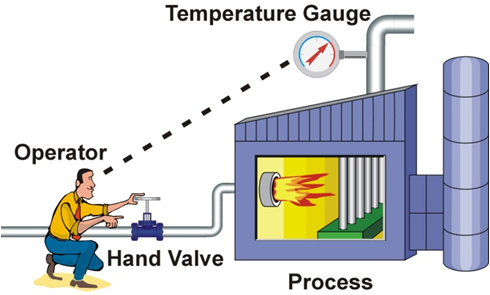 Temperature Gauge
Operator
Hand Valve
Process